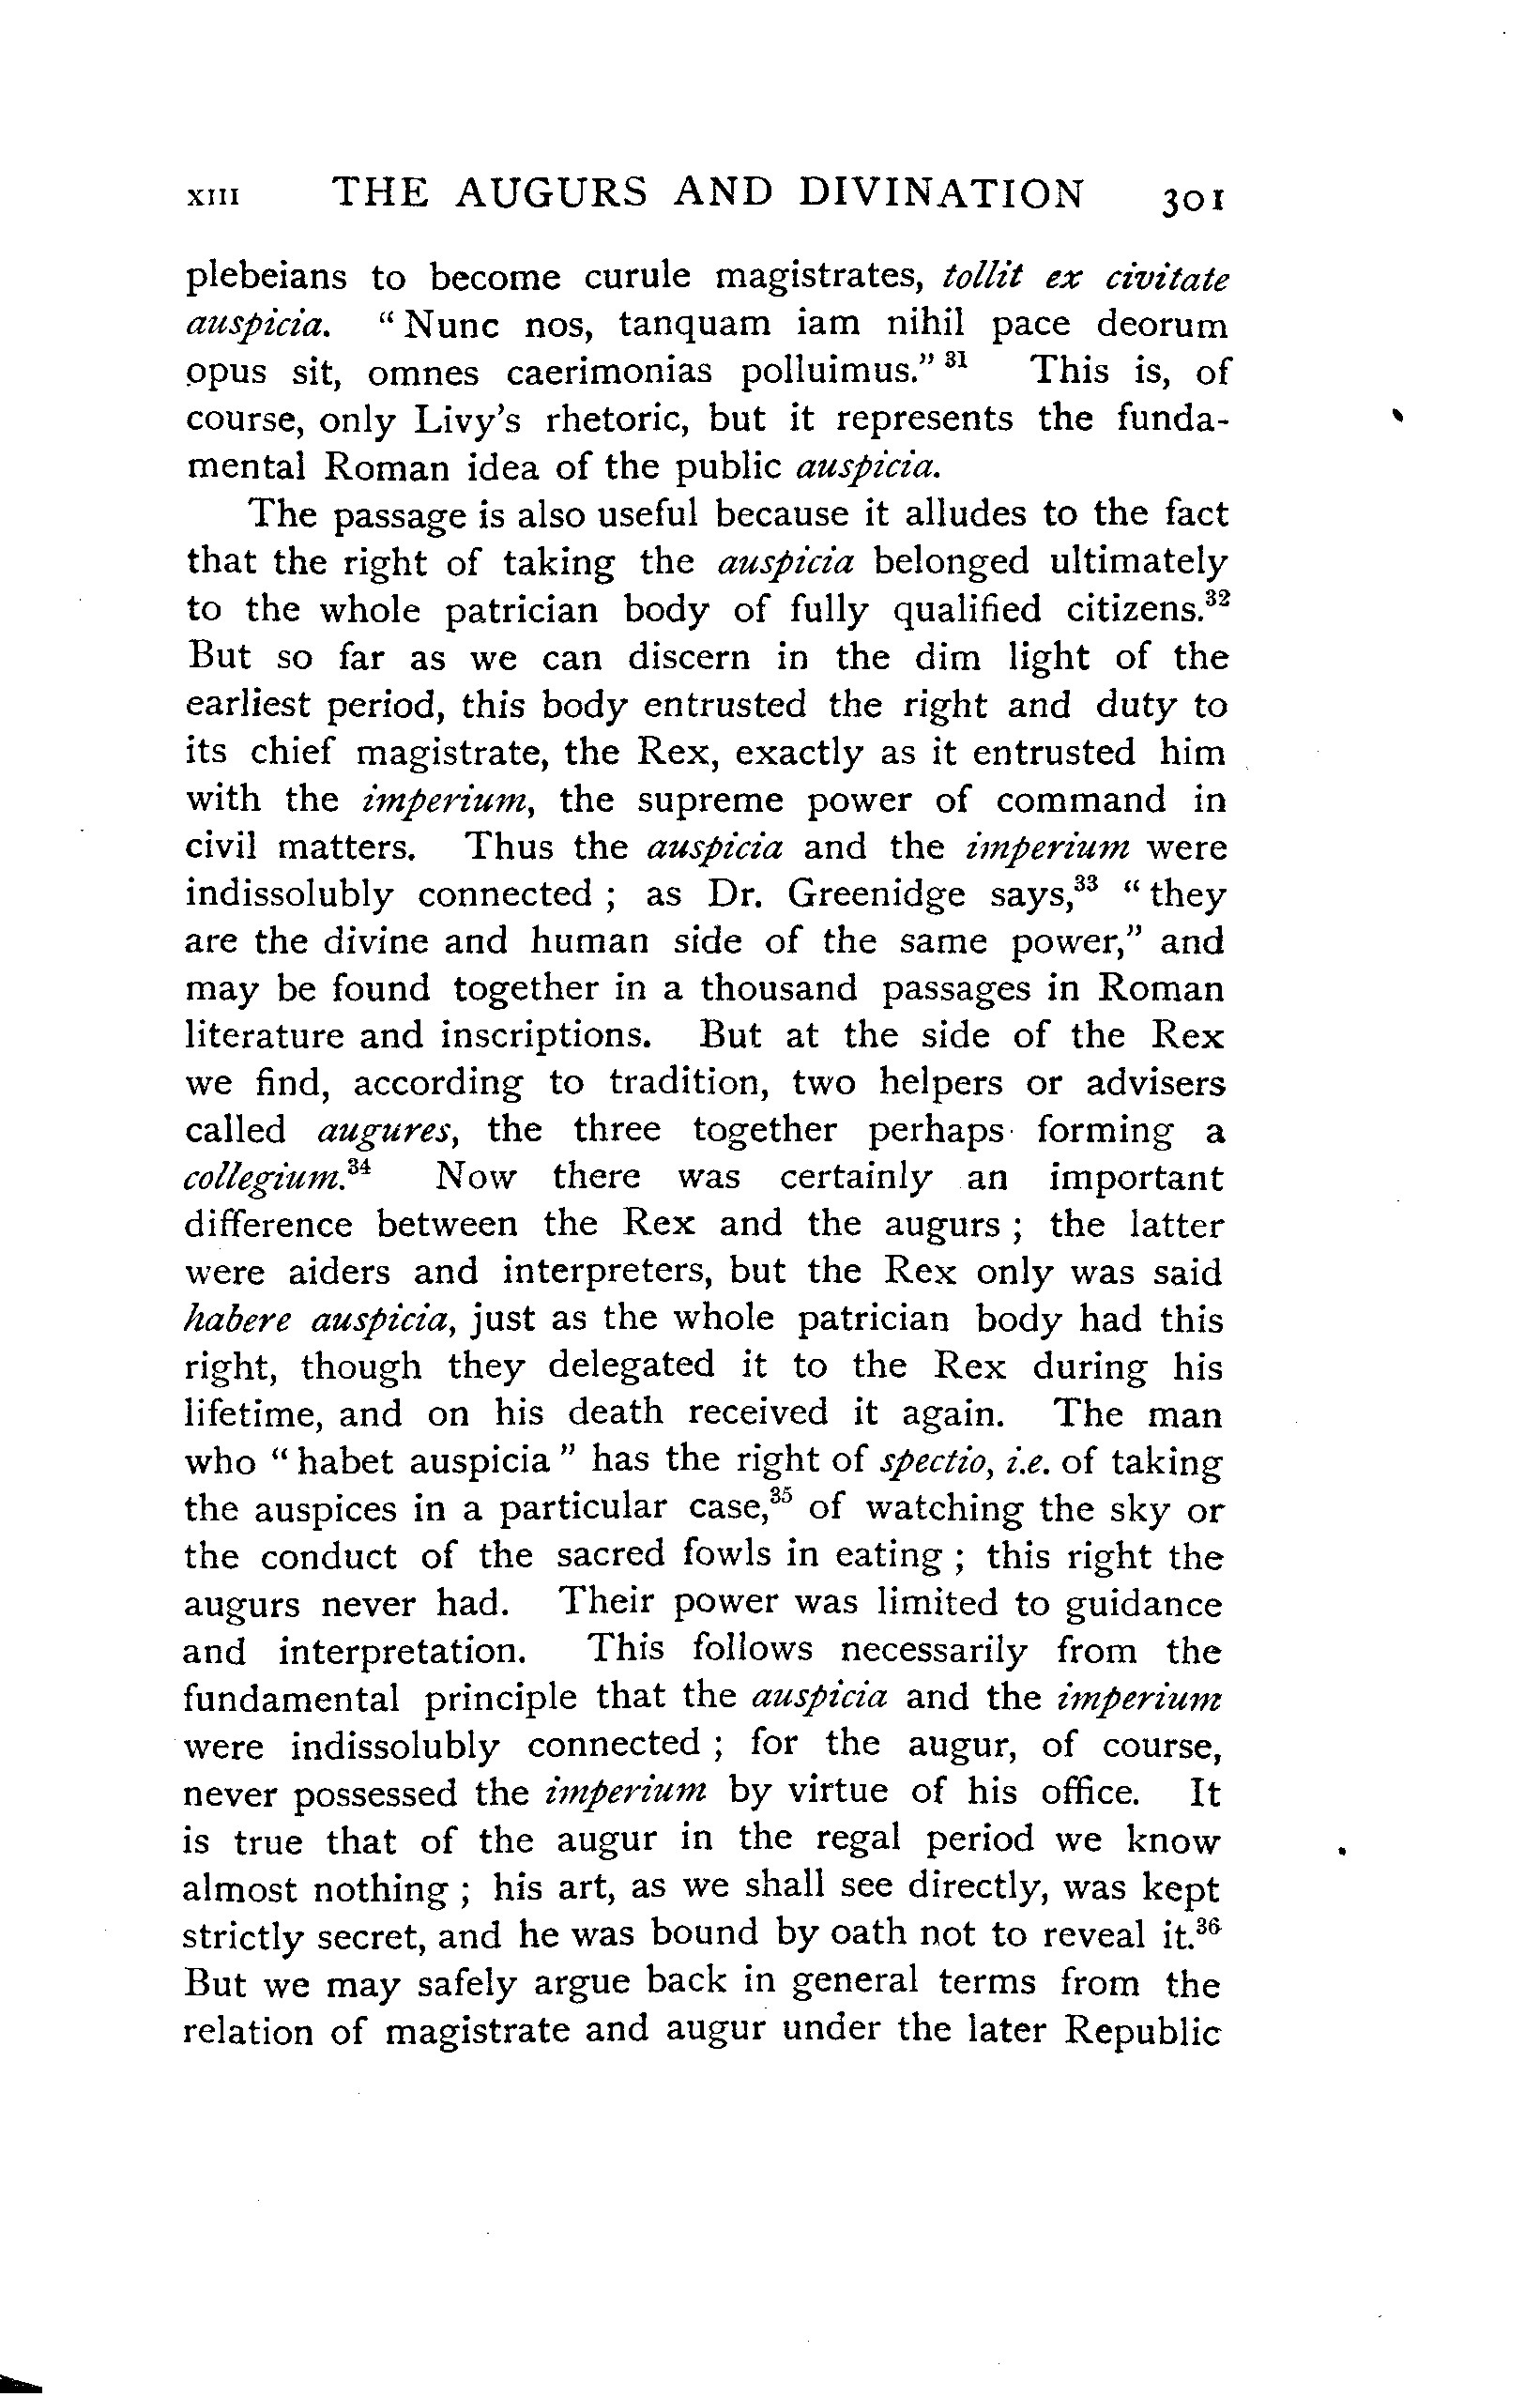 XIII THE AUGURS AND DIVINATION 301
plebeians to become curule magistrates, tollit ex civitate
auspicia. “Nunc nos, tanquam iam nihil pace deorum
opus sit, omnes caerimonias polluimus.” 31 This is, of
course, only Livy’s rhetoric, but it represents the funda-
mental Roman idea of the public auspicia.
The passage is also useful because it alludes to the fact
that the right of taking the auspicia belonged ultimately
to the whole patrician body of fully qualified citizens.32
But so far as we can discern in the dim light of the
earliest period, this body entrusted the right and duty to
its chief magistrate, the Rex, exactly as it entrusted him
with the imperium, the supreme power of command in
civil matters. Thus the auspicia and the imperium were
indissolubly connected ; as Dr. Greenidge says,33 “they
are the divine and human side of the same power,” and
may be found together in a thousand passages in Roman
literature and inscriptions. But at the side of the Rex
we find, according to tradition, two helpers or advisers
called augures, the three together perhaps forming a
collegium.34 Now there was certainly an important
difference between the Rex and the augurs ; the latter
were aiders and interpreters, but the Rex only was said
habere auspicia, just as the whole patrician body had this
right, though they delegated it to the Rex during his
lifetime, and on his death received it again. The man
who “habet auspicia” has the right of spectio, i.e. of taking
the auspices in a particular case,35 of watching the sky or
the conduct of the sacred fowls in eating ; this right the
augurs never had. Their power was limited to guidance
and interpretation. This follows necessarily from the
fundamental principle that the auspicia and the imperium
were indissolubly connected ; for the augur, of course,
never possessed the imperium by virtue of his office. It
is true that of the augur in the regal period we know
almost nothing ; his art, as we shall see directly, was kept
strictly secret, and he was bound by oath not to reveal it.36
But we may safely argue back in general terms from the
relation of magistrate and augur under the later Republic